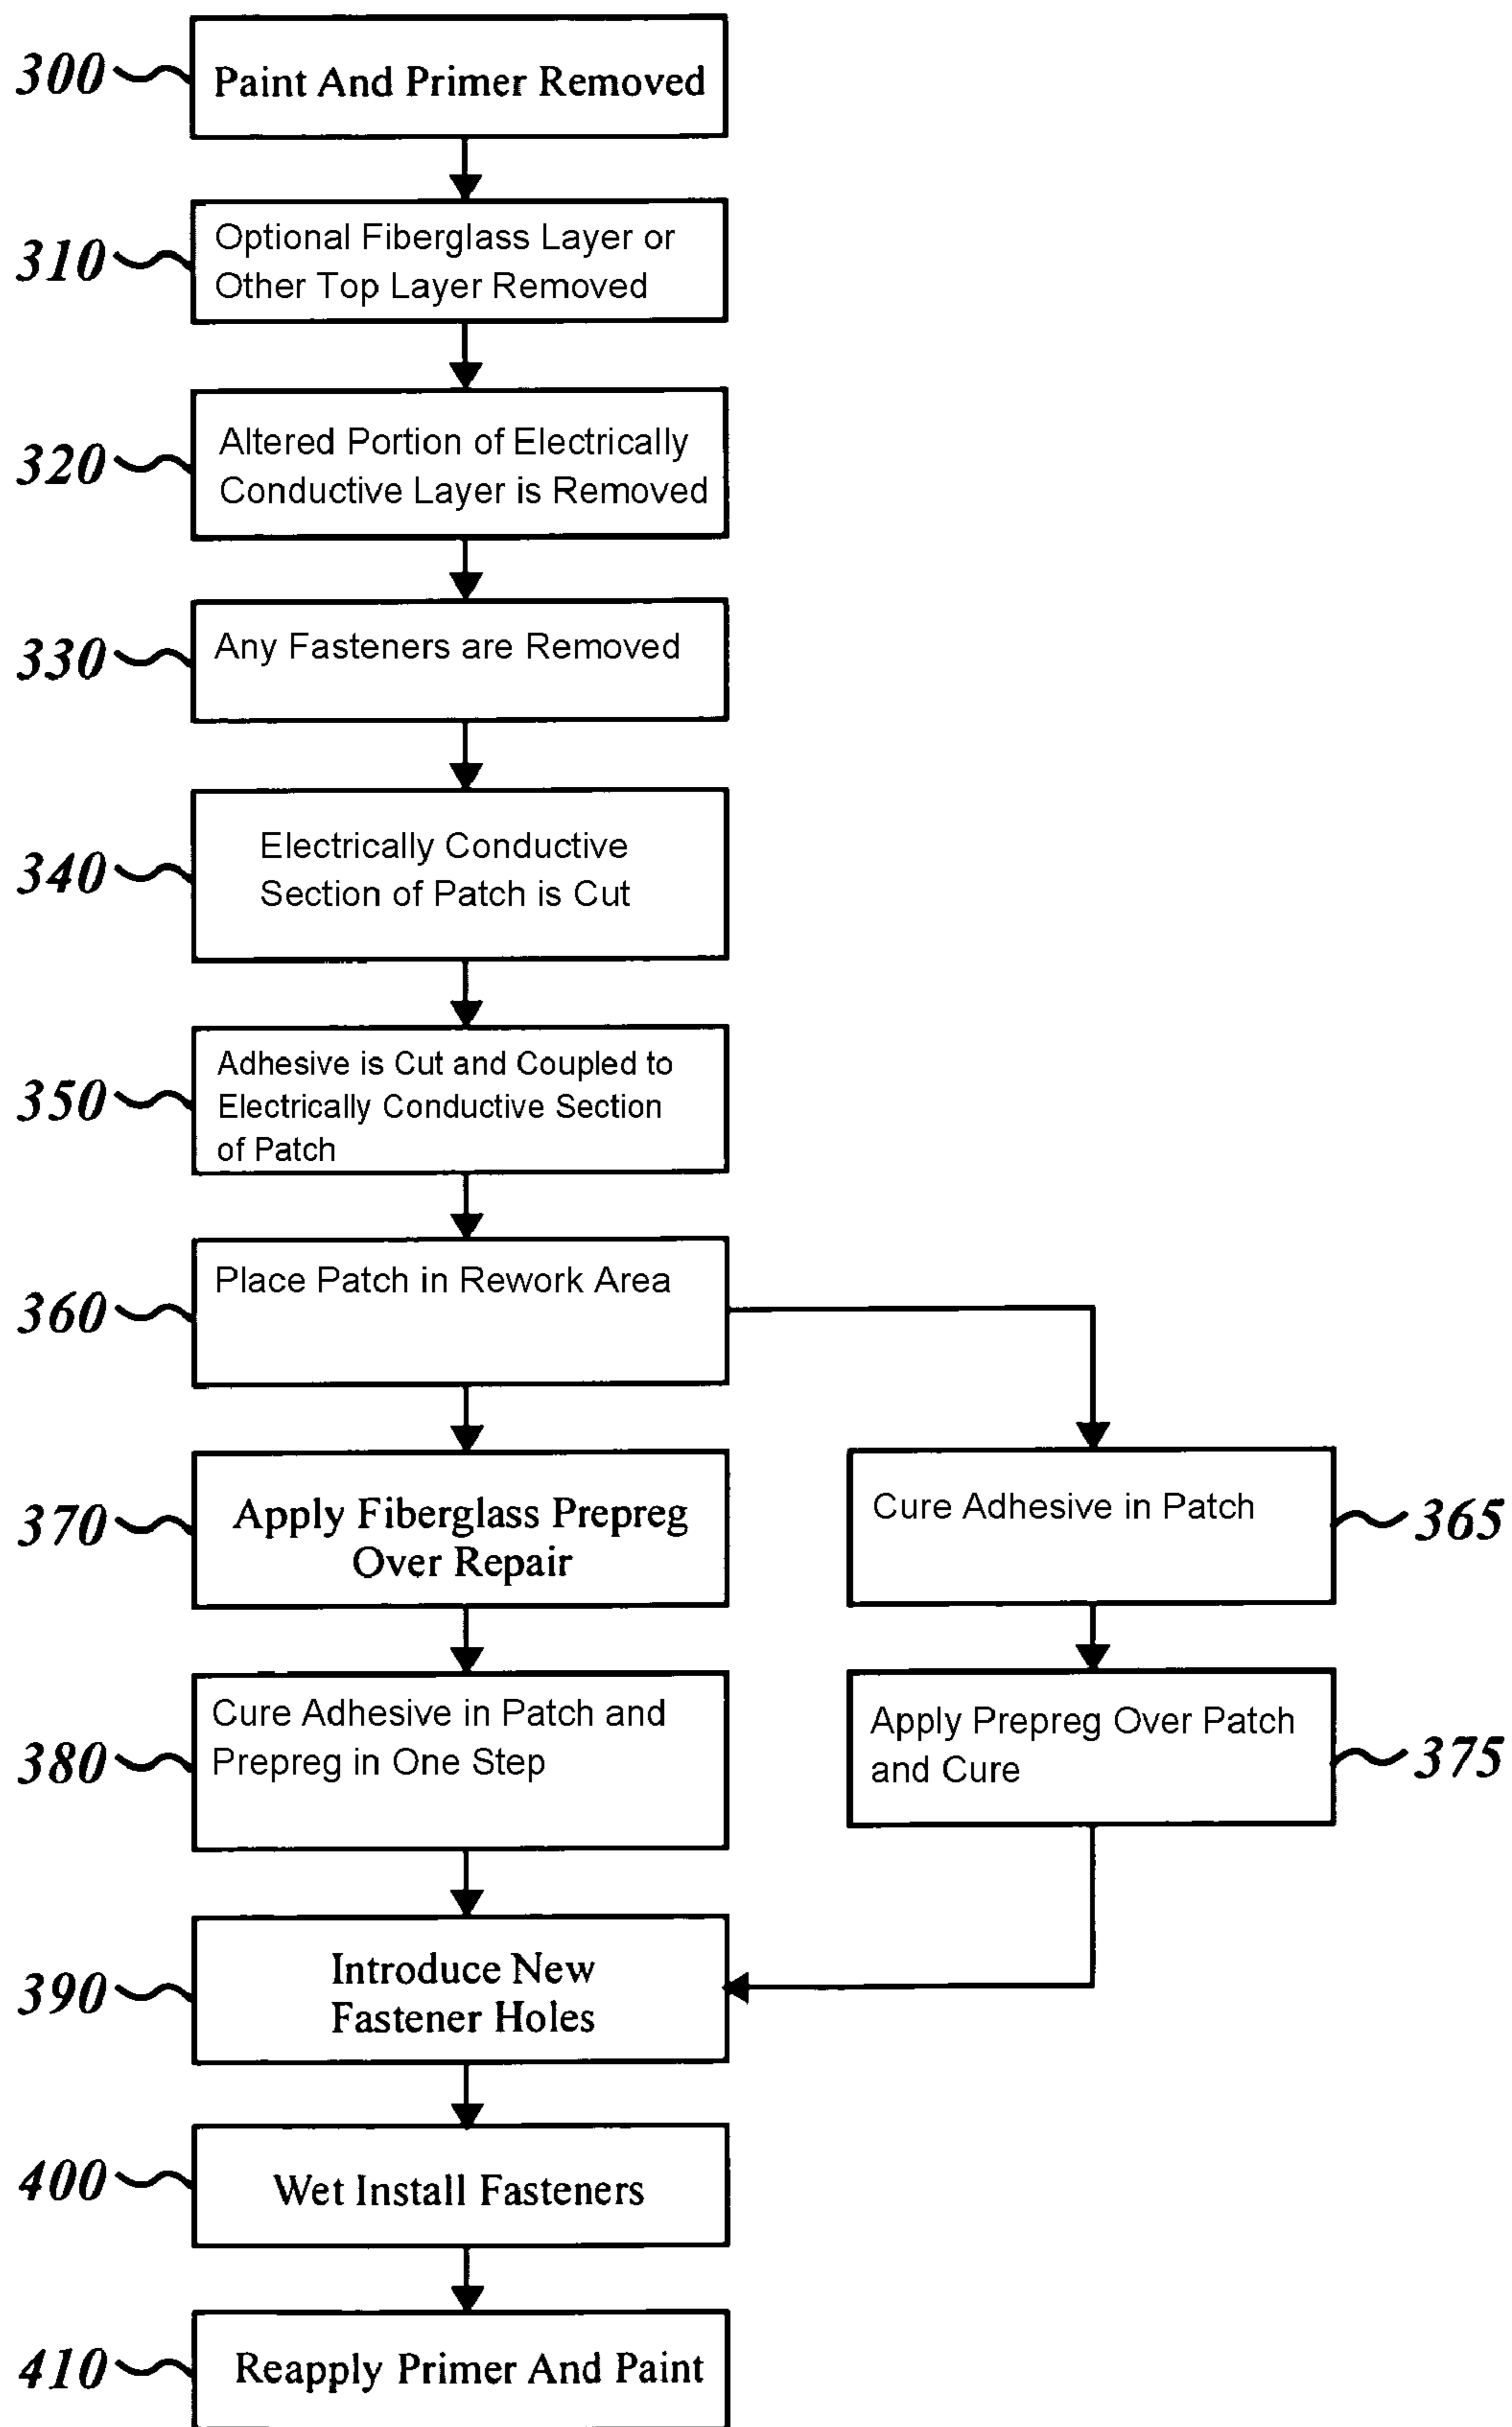 300
Paint And Primer Removed
310
Optional Fiberglass Layer or
Other Top Layer Removed
320
Altered Portion of Electrically
Conductive Layer is Removed
330
Any Fasteners are Removed
340
Electrically Conductive
Section of Patch is Cut
350
Adhesive is Cut and Coupled to
Electrically Conductive Section
of Patch
360
Place Patch in Rework Area
370
Apply Fiberglass Prepreg
Over Repair
Cure Adhesive in Patch
365
380
Cure Adhesive in Patch and
Prepreg in One Step
Apply Prepreg Over Patch
and Cure
375
390
Introduce New
Fastener Holes
400
Wet Install Fasteners
410
Reapply Primer And Paint